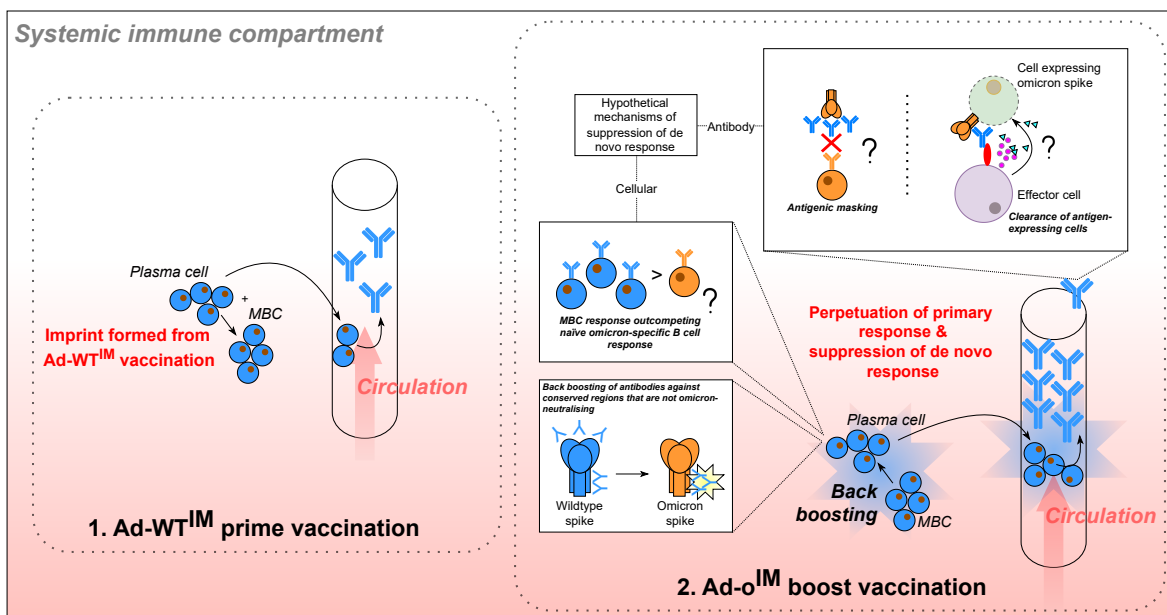 Systemic immune compartment
Plasma cell
+
MBC
Imprint formed from
Ad-WTIM vaccination
Circulation
1. Ad-WTIM prime vaccination
Hypothetical
mechanisms of
suppression of de
novo response
Antibody
Cellular
?
Antigenic masking
Cell expressing
omicron spike
?
Effector cell
Clearance of antigen-
expressing cells
>
?
MBC response outcompeting
naïve omicron-specific B cell
response
Back boosting of antibodies against
conserved regions that are not omicron-
neutralising
Wildtype
spike
Omicron
spike
Perpetuation of primary
response &
suppression of de novo
response
Plasma cell
Back
boosting
MBC
Circulation
2. Ad-oIM boost vaccination